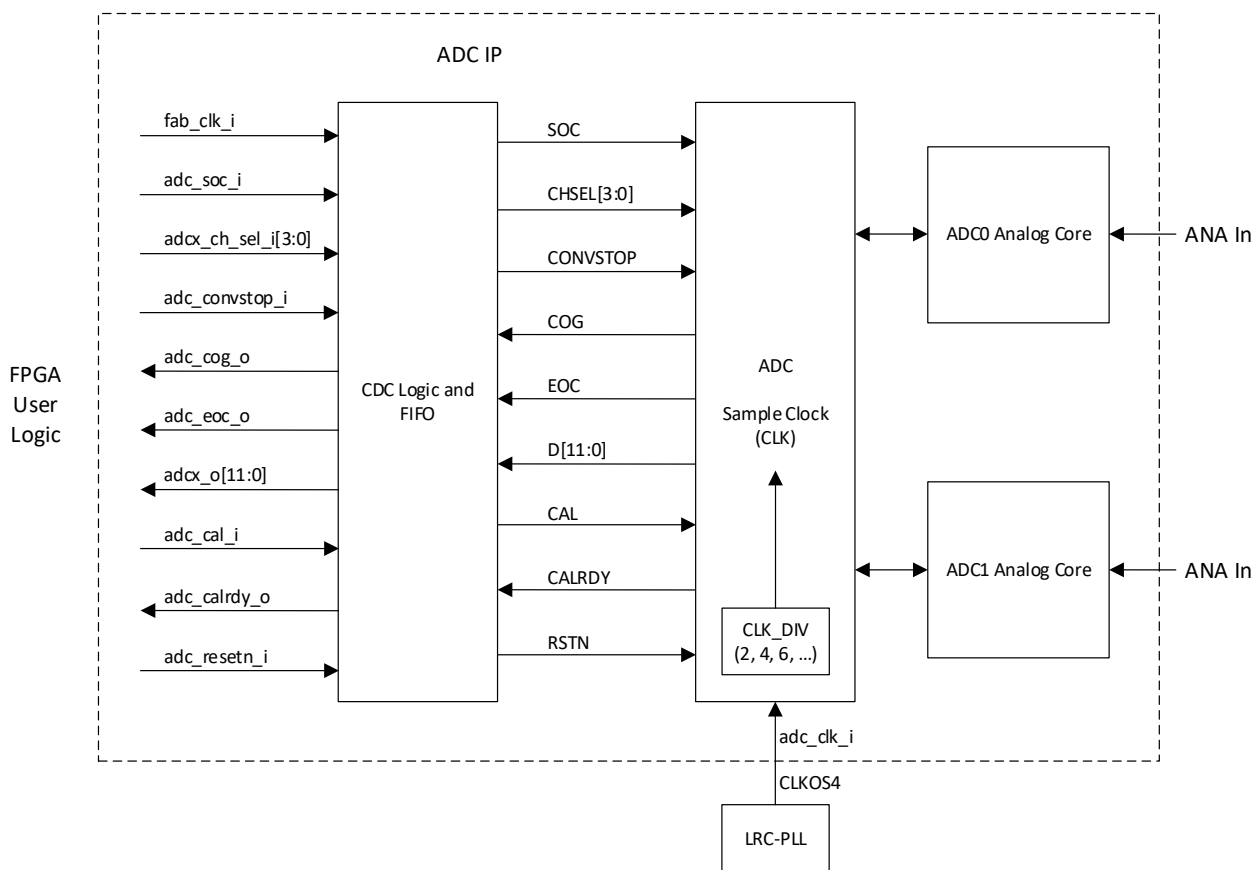 ADC IP
fab_clk_i
adc_soc_i
adcx_ch_sel_i[3:0]
adc_convstop_i
adc_cog_o
adc_eoc_o
adcx_o[11:0]
adc_cal_i
adc_calrdy_o
adc_resetn_i
FPGA
User
Logic
CDC Logic and
FIFO
SOC
CHSEL[3:0]
CONVSTOP
COG
EOC
D[11:0]
CAL
CALRDY
RSTN
ADC
Sample Clock
(CLK)
CLK_DIV
(2, 4, 6, ...)
adc_clk_i
CLKOS4
LRC-PLL
ADC0 Analog Core
ANA In
ADC1 Analog Core
ANA In